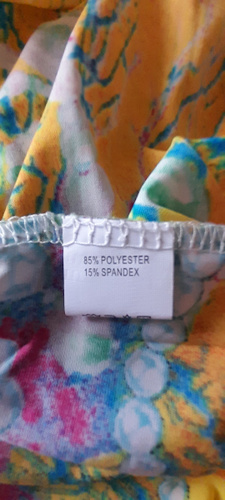 85% POLYESTER
15% SPANDEX